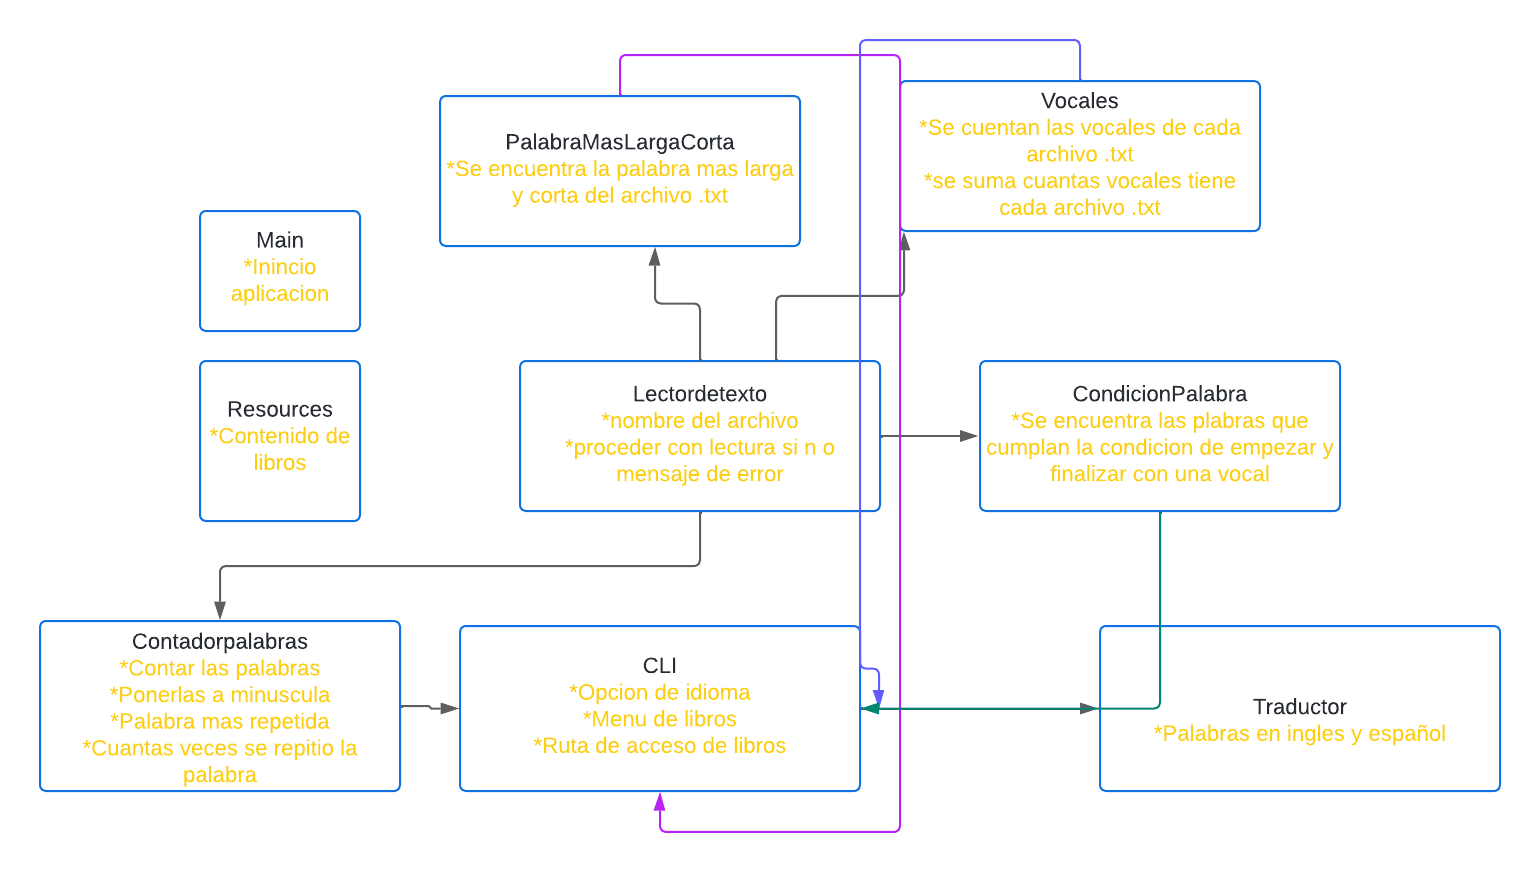 PalabraMasLargaCorta
*Se encuentra la palabra mas larga
y corta del archivo .txt
Vocales
*Se cuentan las vocales de cada
archivo .txt
*se suma cuantas vocales tiene
cada archivo .txt
Main
*Inincio
aplicacion
Resources
*Contenido de
libros
Lectordetexto
*nombre del archivo
*proceder con lectura si n o
mensaje de error
CondicionPalabra
*Se encuentra las plabras que
cumplan la condicion de empezar y
finalizar con una vocal
Contadorpalabras
*Contar las palabras
*Ponerlas a minuscula
*Palabra mas repetida
*Cuantas veces se repitio la
palabra
CLI
*Opcion de idioma
*Menu de libros
*Ruta de acceso de libros
Traductor
*Palabras en ingles y español